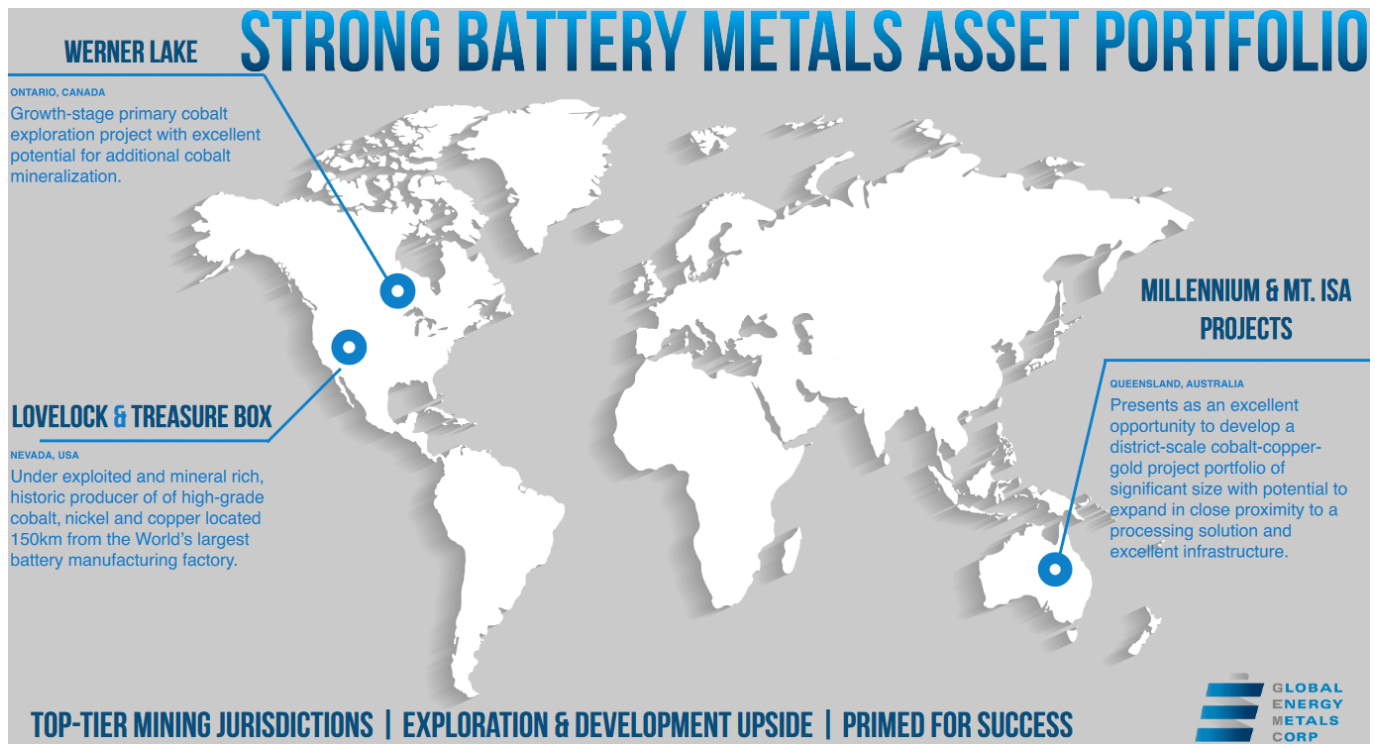 STRONG BATTERY METALS ASSET PORTFOLIO
WERNER LAKE
ONTARIO, CANADA
Growth-stage primary cobalt
exploration project with excellent
potential for additional cobalt
mineralization.
LOVELOCK & TREASURE BOX
NEVADA, USA
Under exploited and mineral rich,
historic producer of of high-grade
cobalt, nickel and copper located
150km from the World's largest
battery manufacturing factory.
MILLENNIUM & MT. ISA
PROJECTS
QUEENSLAND, AUSTRALIA
Presents as an excellent
opportunity to develop a
district-scale cobalt-copper-
gold project portfolio of
significant size with potential to
expand in close proximity to a
processing solution and
excellent infrastructure.
TOP-TIER MINING JURISDICTIONS | EXPLORATION & DEVELOPMENT UPSIDE | PRIMED FOR SUCCESS
GLOBAL
ENERGY
METALS
CORP